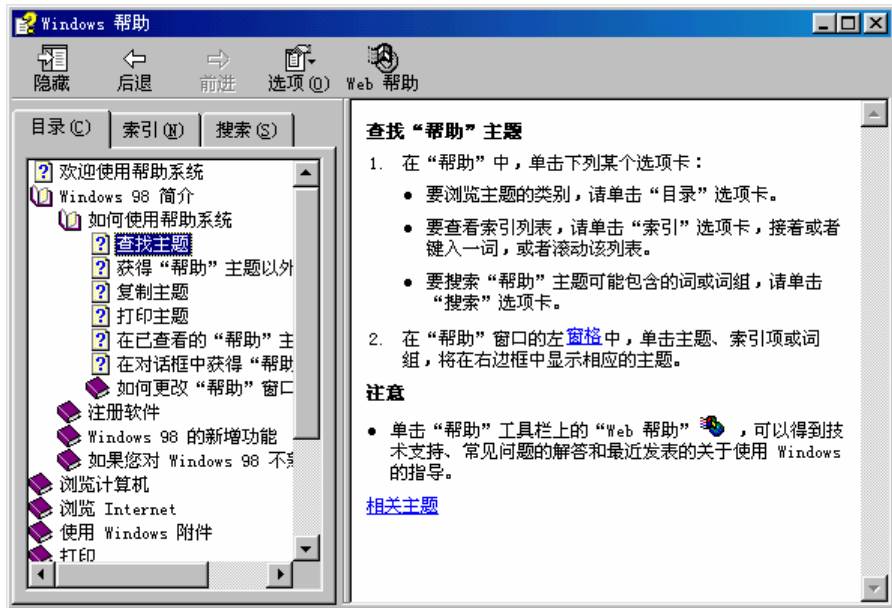 Windows 帮助
隐藏 后退 前进 选项(O) Web 帮助
目录(C) 索引(N) 搜索(S)
欢迎使用帮助系统
Windows 98 简介
如何使用帮助系统
查找主题
获得“帮助”主题以外
复制主题
打印主题
在已查看的“帮助”主
在对话框中获得“帮助
如何更改“帮助”窗口
注册软件
Windows 98 的新增功能
如果您对 Windows 98 不
浏览计算机
浏览 Internet
使用 Windows 附件
打印
查找“帮助”主题
1. 在“帮助”中，单击下列某个选项卡：
• 要浏览主题的类别，请单击“目录”选项卡。
• 要查看索引列表，请单击“索引”选项卡，接着或者
键入一词，或者滚动该列表。
• 要搜索“帮助”主题可能包含的词或词组，请单击
“搜索”选项卡。
2. 在“帮助”窗口的左窗格中，单击主题、索引项或词
组，将在右边框中显示相应的主题。
注意
• 单击“帮助”工具栏上的“Web 帮助” ，可以得到技
术支持、常见问题的解答和最近发表的关于使用 Windows
的指导。
相关主题